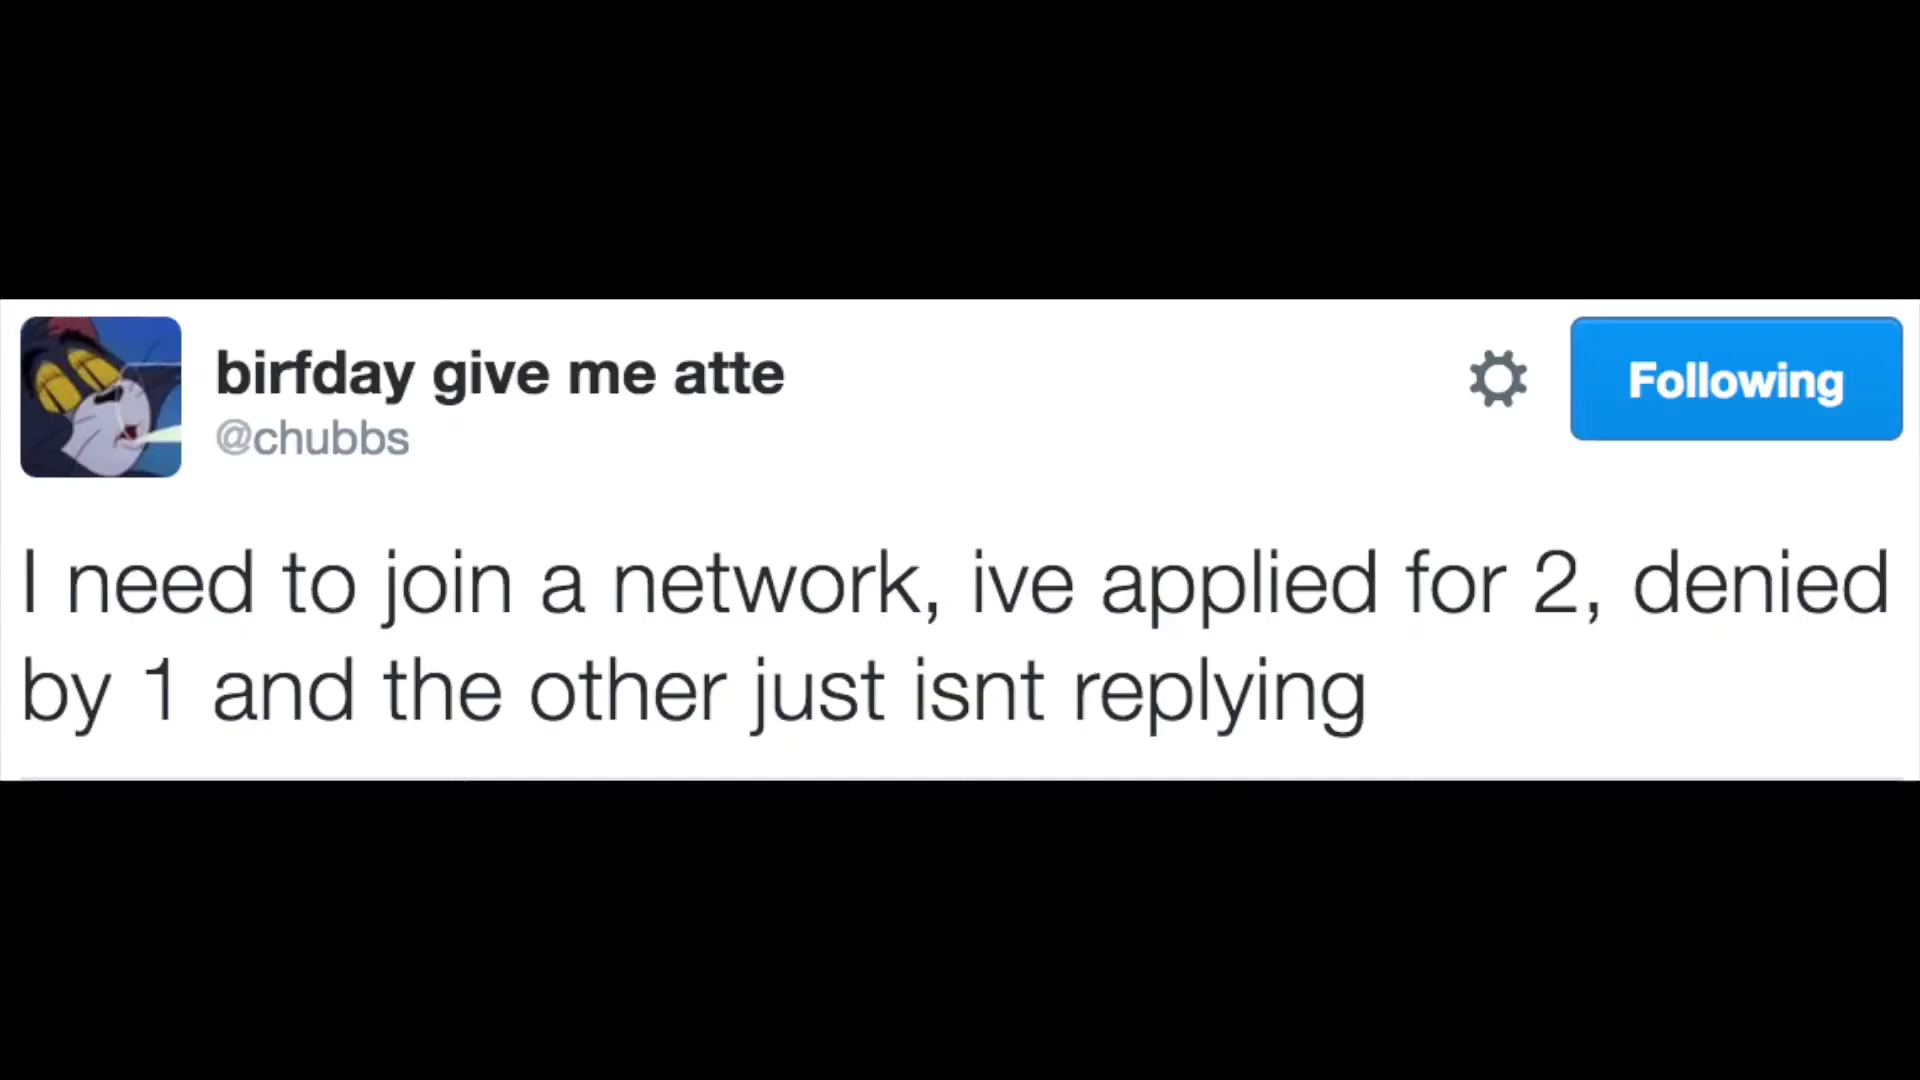 birfday give me atte
@chubbs
Following
I need to join a network, ive applied for 2, denied
by 1 and the other just isnt replying